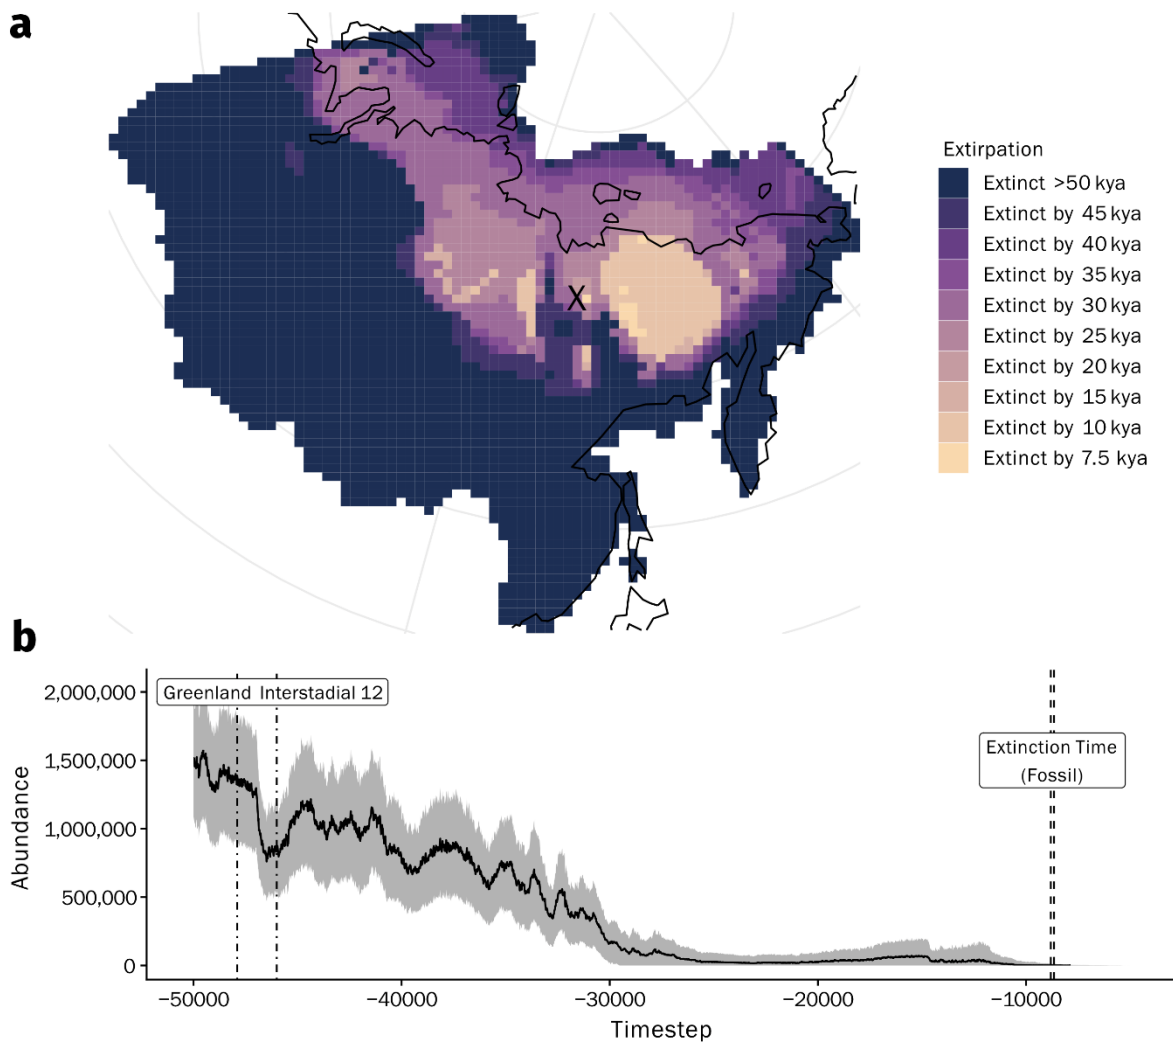 a
X
Extirpation
Extinct >50 kya
Extinct by 45 kya
Extinct by 40 kya
Extinct by 35 kya
Extinct by 30 kya
Extinct by 25 kya
Extinct by 20 kya
Extinct by 15 kya
Extinct by 10 kya
Extinct by 7.5 kya
b
Abundance
2,000,000
1,500,000
1,000,000
500,000
0
Greenland Interstadial 12
Extinction Time
(Fossil)
−50000 −40000 −30000 −20000 −10000
Timestep